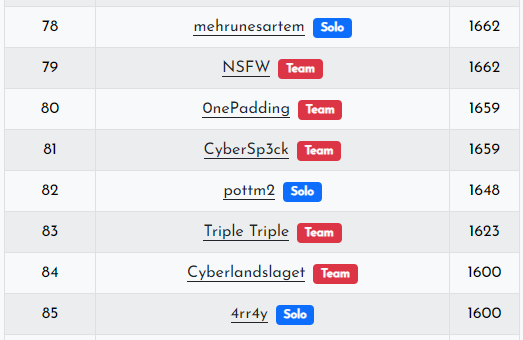 78 mehrunesartem Solo 1662
79 NSFW Team 1662
80 0nePadding Team 1659
81 CyberSp3ck Team 1659
82 pottm2 Solo 1648
83 Triple Triple Team 1623
84 Cyberlandslaget Team 1600
85 4rr4y Solo 1600